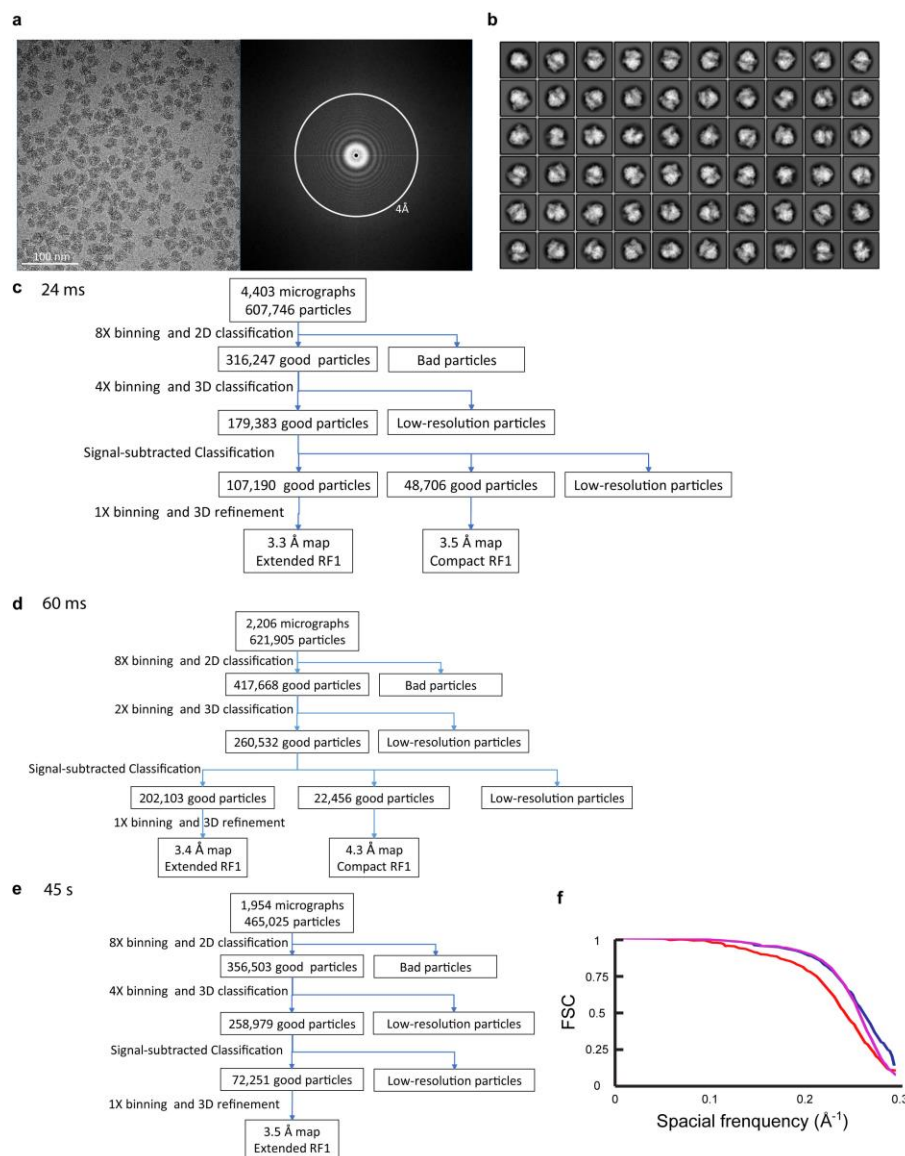 a
100 nm
4Å
b
c 24 ms
4,403 micrographs
607,746 particles
8X binning and 2D classification
316,247 good particles
Bad particles
4X binning and 3D classification
179,383 good particles
Low-resolution particles
Signal-subtracted Classification
107,190 good particles
48,706 good particles
Low-resolution particles
1X binning and 3D refinement
3.3 Å map
Extended RF1
3.5 Å map
Compact RF1
d 60 ms
2,206 micrographs
621,905 particles
8X binning and 2D classification
417,668 good particles
Bad particles
2X binning and 3D classification
260,532 good particles
Low-resolution particles
Signal-subtracted Classification
202,103 good particles
22,456 good particles
Low-resolution particles
1X binning and 3D refinement
3.4 Å map
Extended RF1
4.3 Å map
Compact RF1
e 45 s
1,954 micrographs
465,025 particles
8X binning and 2D classification
356,503 good particles
Bad particles
4X binning and 3D classification
258,979 good particles
Low-resolution particles
Signal-subtracted Classification
72,251 good particles
Low-resolution particles
1X binning and 3D refinement
3.5 Å map
Extended RF1
f
1
0.75
0.5
0.25
0
FSC
0 0.1 0.2 0.3
Spacial frenquency (Å⁻¹)